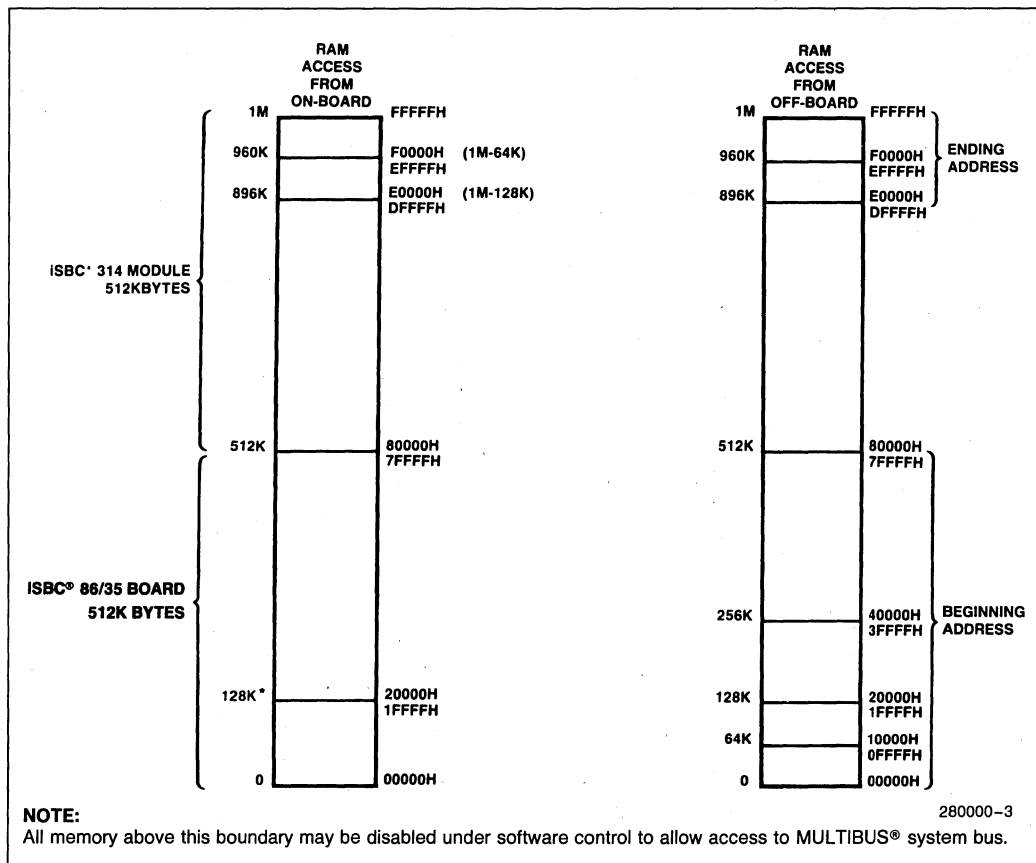 RAM
ACCESS
FROM
ON-BOARD
1M FFFFFH
960K F0000H (1M-64K)
EFFFFH
896K E0000H (1M-128K)
DFFFFH
iSBC* 314 MODULE
512KBYTES
512K 80000H
7FFFFH
ISBC® 86/35 BOARD
512K BYTES
128K* 20000H
1FFFFH
0 00000H
RAM
ACCESS
FROM
OFF-BOARD
1M FFFFFH
960K F0000H
EFFFFH
896K E0000H
DFFFFH
ENDING
ADDRESS
512K 80000H
7FFFFH
256K 40000H
3FFFFH
BEGINNING
ADDRESS
128K 20000H
1FFFFH
64K 10000H
0FFFFH
0 00000H
280000-3
NOTE:
All memory above this boundary may be disabled under software control to allow access to MULTIBUS® system bus.